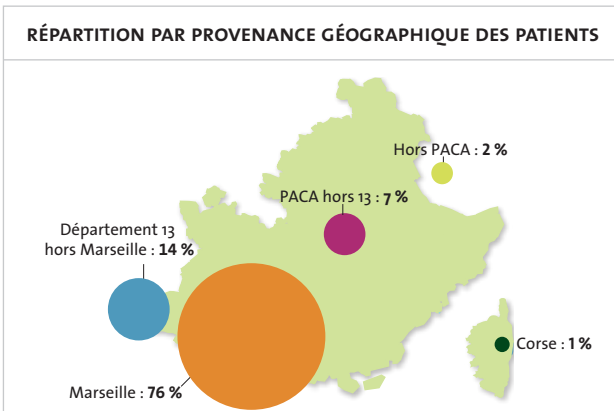 RÉPARTITION PAR PROVENANCE GÉOGRAPHIQUE DES PATIENTS
Hors PACA : 2 %
PACA hors 13 : 7 %
Département 13
hors Marseille : 14 %
Corse : 1 %
Marseille : 76 %